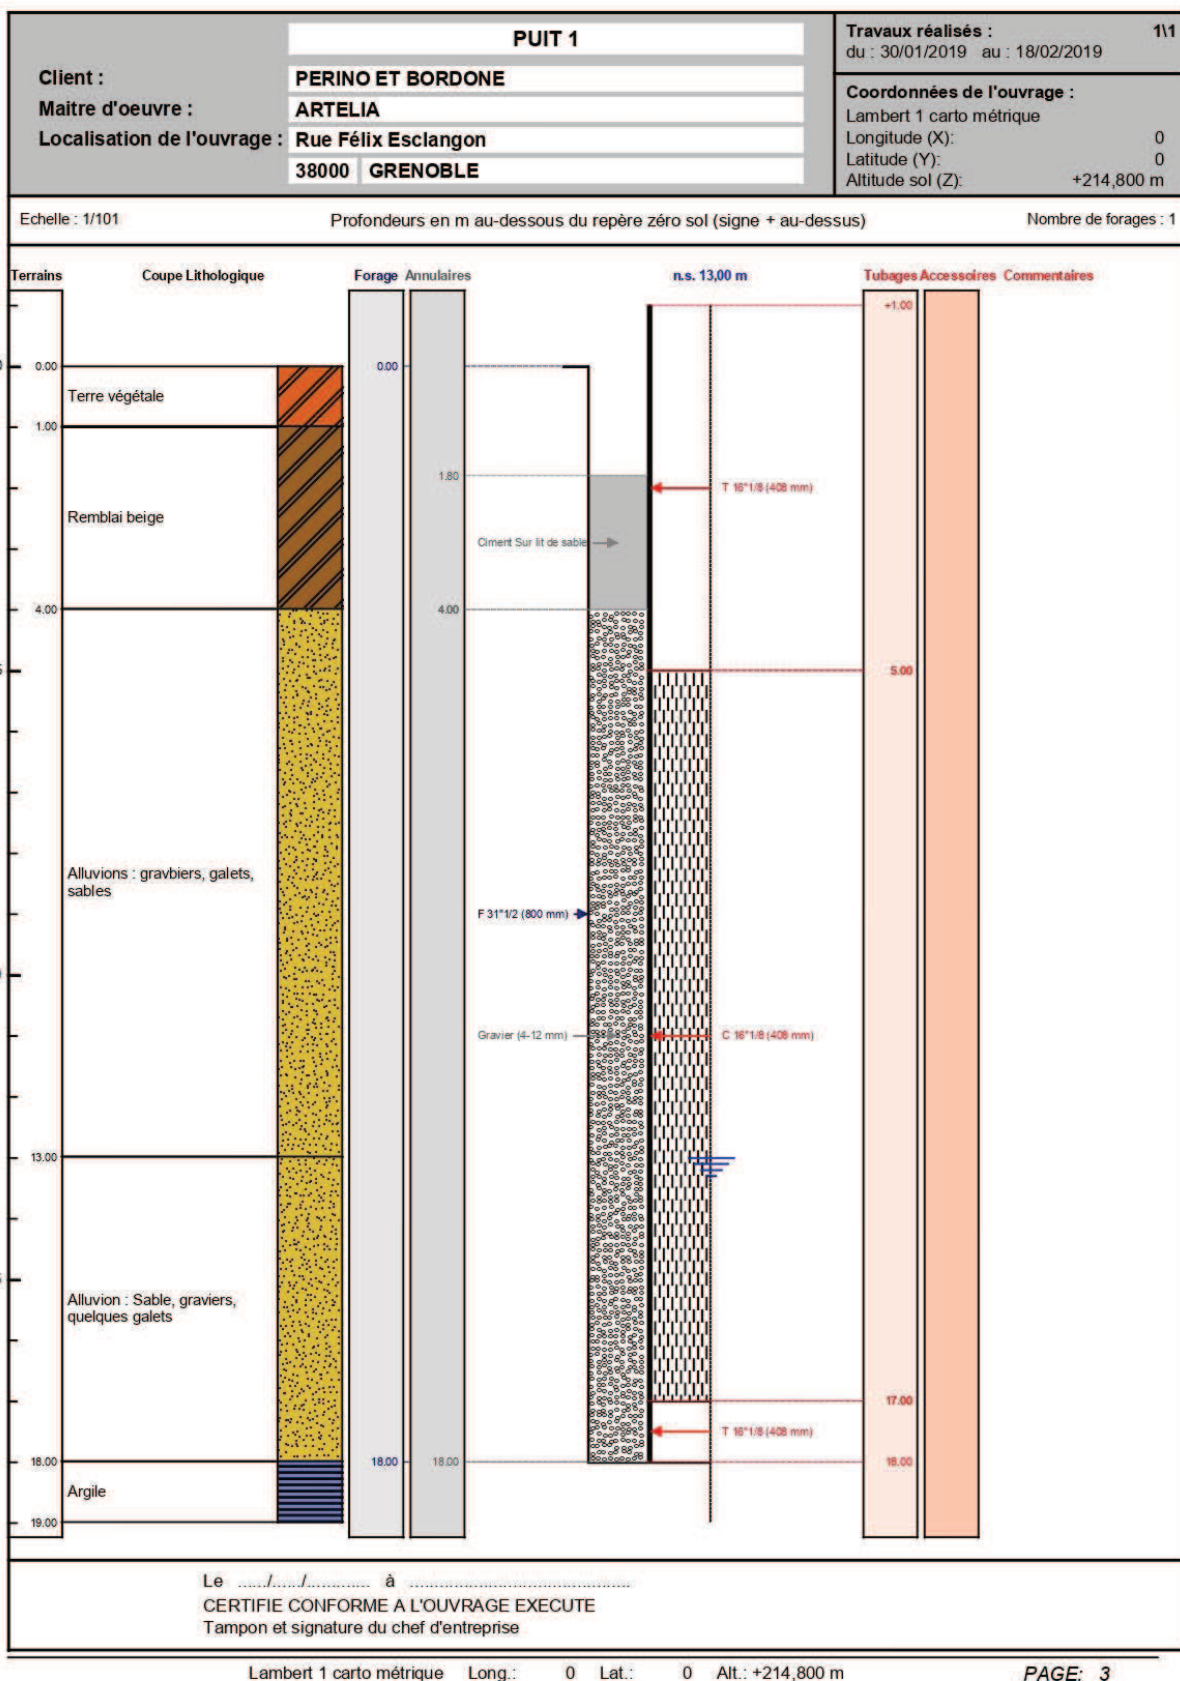 PUIT 1
Client :
PERINO ET BORDONE
Maitre d'oeuvre :
ARTELIA
Localisation de l'ouvrage :
Rue Félix Esclangon
38000 GRENOBLE
Travaux réalisés : 1\1
du : 30/01/2019 au : 18/02/2019
Coordonnées de l'ouvrage :
Lambert 1 carto métrique
Longitude (X): 0
Latitude (Y): 0
Altitude sol (Z): +214,800 m
Echelle : 1/101
Profondeurs en m au-dessous du repère zéro sol (signe + au-dessus)
Nombre de forages : 1
Terrains Coupe Lithologique Forage Annulaires n.s. 13,00 m Tubages Accessoires Commentaires
+1.00
0.00 0.00
Terre végétale
1.00
1.80
T 16"1/8 (408 mm)
Remblai beige
Ciment Sur lit de sable
4.00 4.00
5.00
Alluvions : gravbiers, galets,
sables
F 31"1/2 (800 mm)
Gravier (4-12 mm) C 16"1/8 (408 mm)
13.00
Alluvion : Sable, graviers,
quelques galets
17.00
T 16"1/8 (408 mm)
18.00 18.00 18.00 18.00
Argile
19.00
Le ....../....../............. à ............................................
CERTIFIE CONFORME A L'OUVRAGE EXECUTE
Tampon et signature du chef d'entreprise
Lambert 1 carto métrique Long.: 0 Lat.: 0 Alt.: +214,800 m PAGE: 3